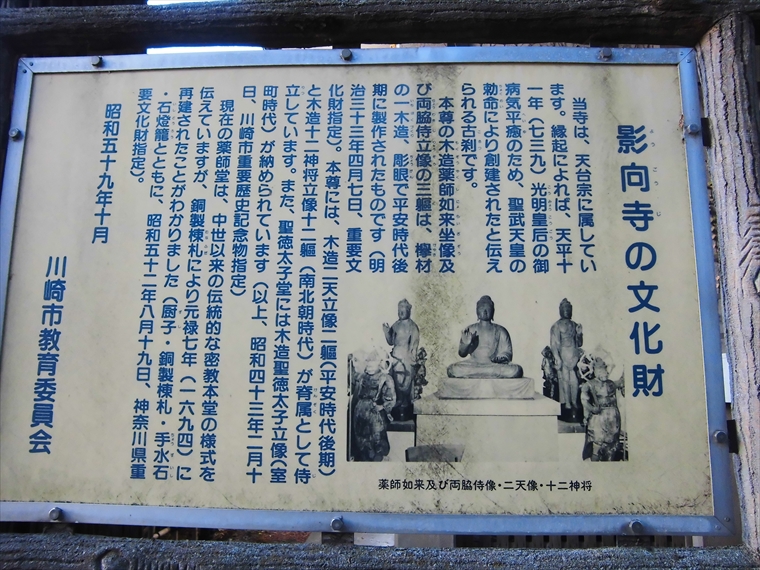 影向寺の文化財
ようごうじ
当寺は、天台宗に属してい
ます。縁起によれば、天平十
一年(七三九)光明皇后の御
病気平癒のため、聖武天皇の
勅命により創建されたと伝え
られる古刹です。
本尊の木造薬師如来坐像及
び両脇侍立像の三軀は、欅材
の一木造、彫眼で平安時代後
期に製作されたものです(明
治三十三年四月七日、重要文
化財指定)。本尊には、木造二天立像二軀(平安時代後期)
と木造十二神将立像十二軀(南北朝時代)が眷属として侍
立しています。また、聖徳太子堂には木造聖徳太子立像(室
町時代)が納められています(以上、昭和四十三年二月十
日、川崎市重要歴史記念物指定)
現在の薬師堂は、中世以来の伝統的な密教本堂の様式を
伝えていますが、銅製棟札により元禄七年(一六九四)に
再建されたことがわかりました(厨子・銅製棟札・手水石
・石燈籠とともに、昭和五十二年八月十九日、神奈川県重
要文化財指定)。
昭和五十九年十月
川崎市教育委員会
薬師如来及び両脇侍像・二天像・十二神将